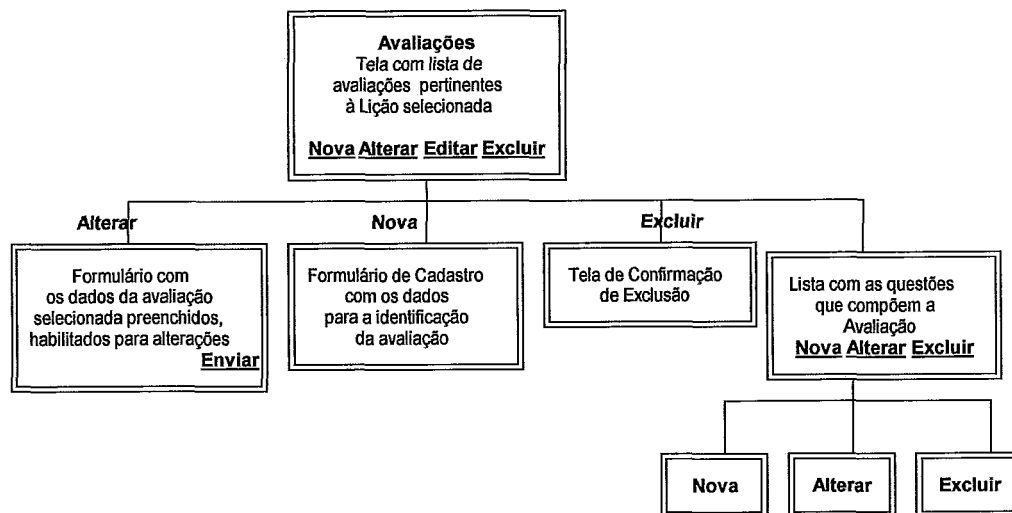 Avaliações
Tela com lista de
avaliações pertinentes
à Lição selecionada
Nova Alterar Editar Excluir
Alterar
Nova
Excluir
Formulário com
os dados da avaliação
selecionada preenchidos,
habilitados para alterações
Enviar
Formulário de Cadastro
com os dados
para a identificação
da avaliação
Tela de Confirmação
de Exclusão
Lista com as questões
que compõem a
Avaliação
Nova Alterar Excluir
Nova
Alterar
Excluir